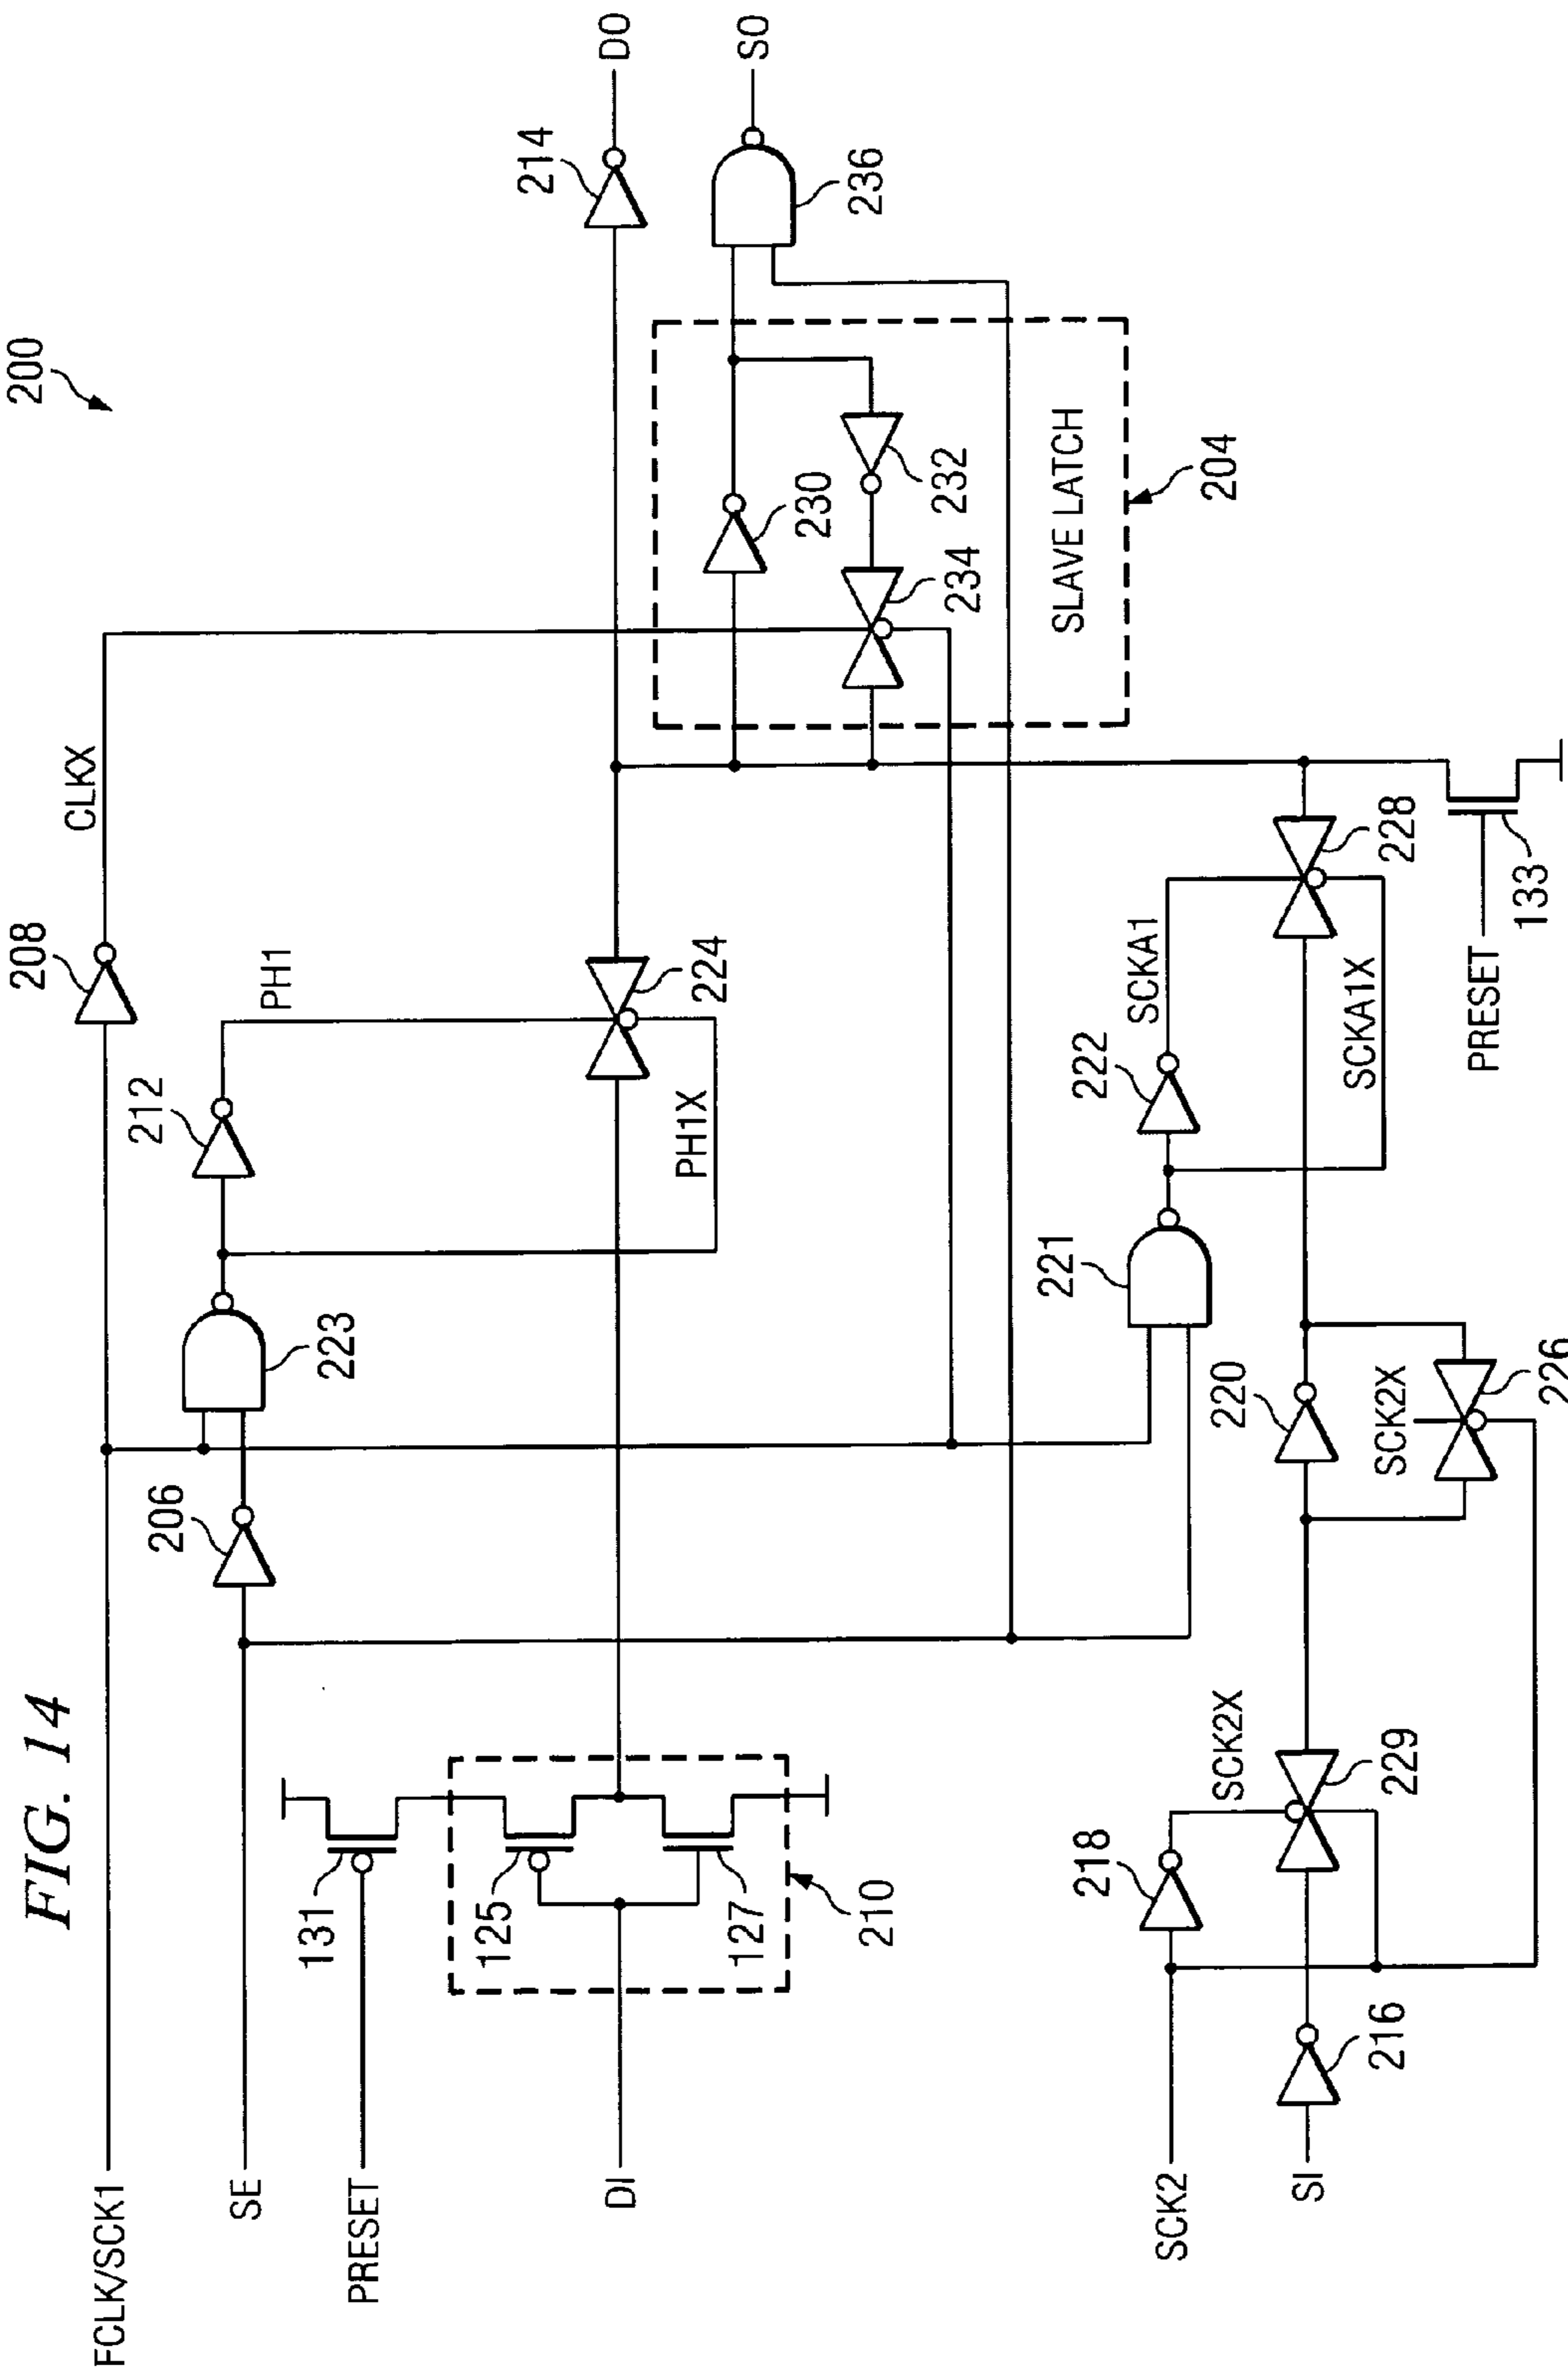 FIG. 14
200
FCLK/SCK1
208
CLKX
SE
206
223
212
PH1
PRESET
131
125
127
210
DI
PH1X
224
214
DO
230
232
234
SLAVE LATCH
204
236
SO
SCK2
218
SCK2X
229
SI
216
220
SCK2X
226
221
222
SCKA1
SCKA1X
228
PRESET
133